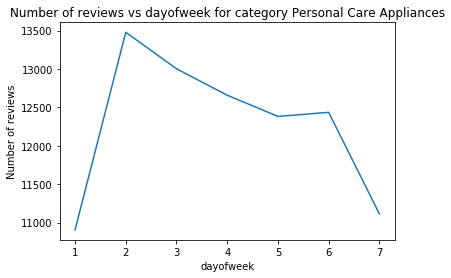 Number of reviews vs dayofweek for category Personal Care Appliances
Number of reviews
13500
13000
12500
12000
11500
11000
1 2 3 4 5 6 7
dayofweek